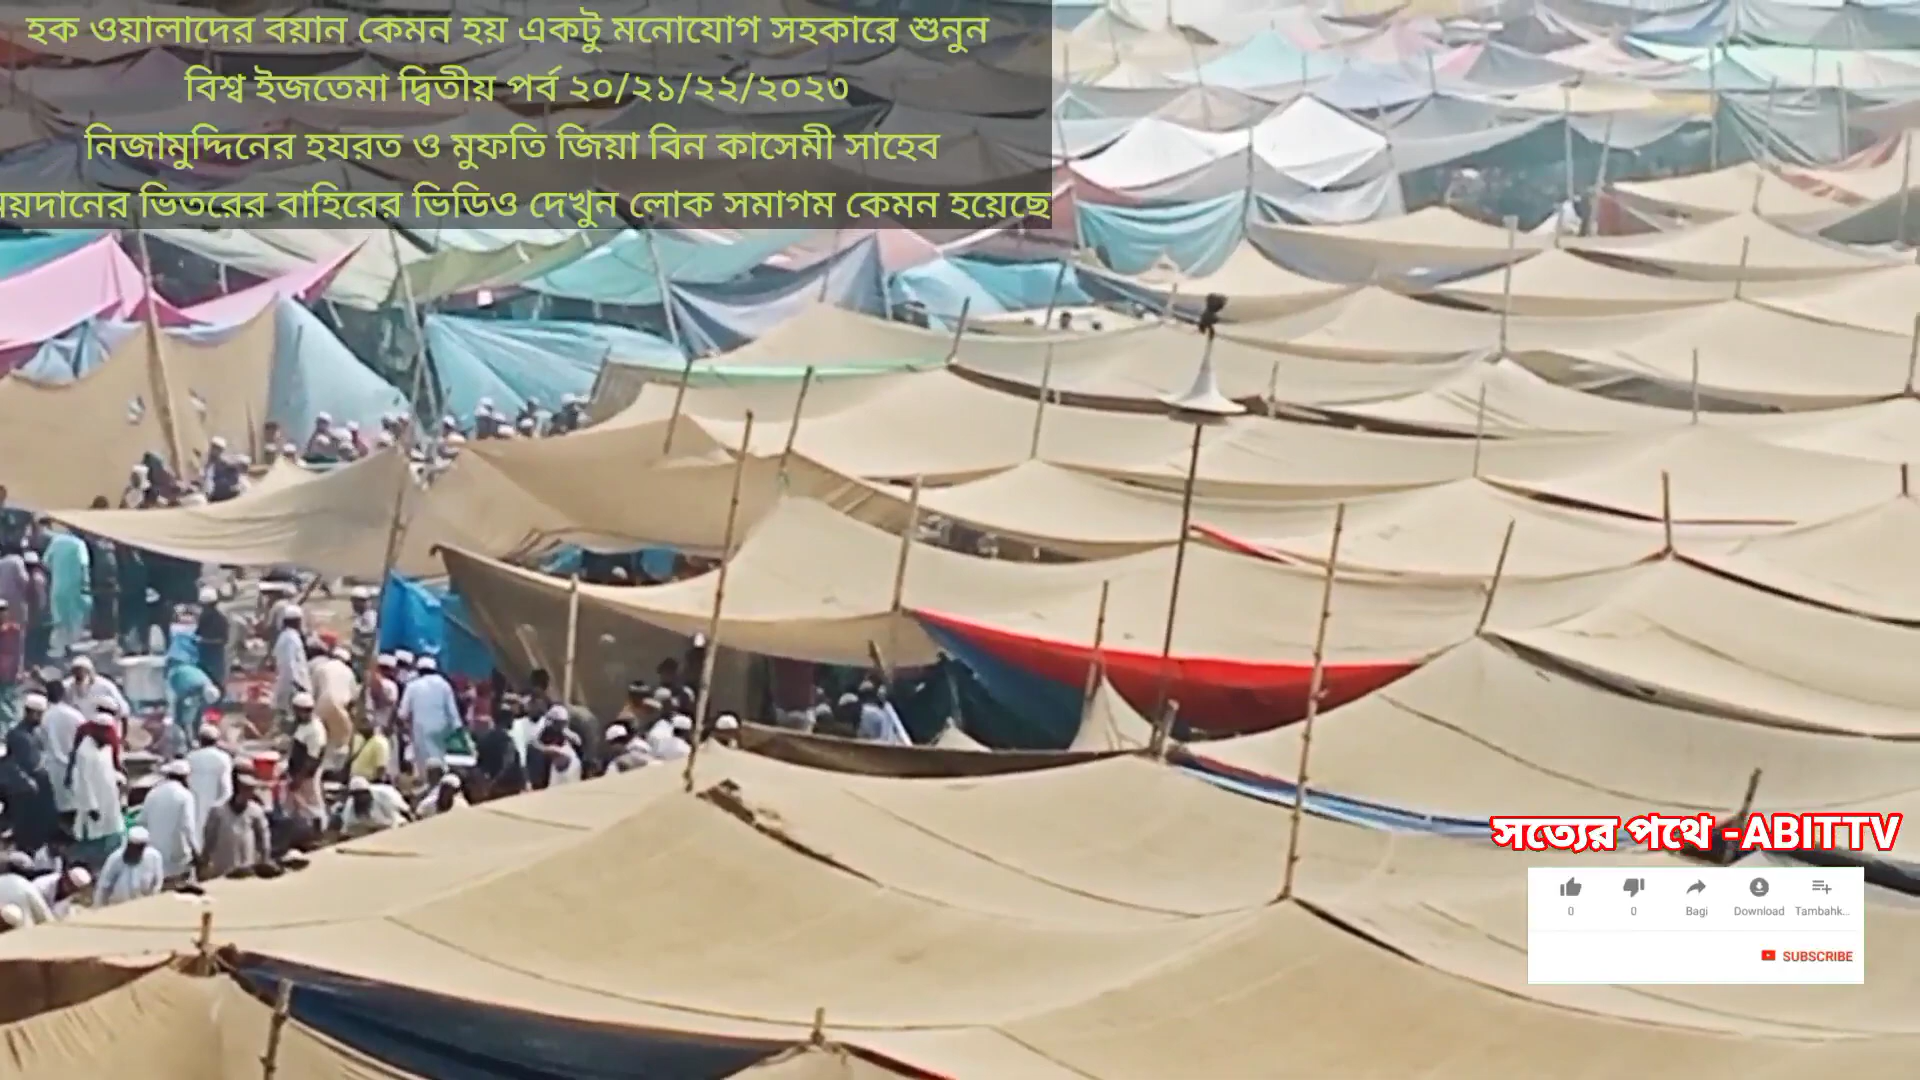 হক ওয়ালাদের বয়ান কেমন হয় একটু মনোযোগ সহকারে শুনুন
বিশ্ব ইজতেমা দ্বিতীয় পর্ব ২০/২১/২২/২০২৩
নিজামুদ্দিনের হযরত ও মুফতি জিয়া বিন কাসেমী সাহেব
ময়দানের ভিতরের বাহিরের ভিডিও দেখুন লোক সমাগম কেমন হয়েছে
সত্যের পথে -ABITTV
0 0 Bagi Download Tambahk...
SUBSCRIBE